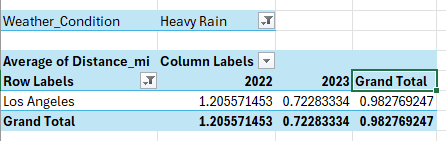 Weather_Condition Heavy Rain
Average of Distance_mi Column Labels
Row Labels 2022 2023 Grand Total
Los Angeles 1.205571453 0.72283334 0.982769247
Grand Total 1.205571453 0.72283334 0.982769247